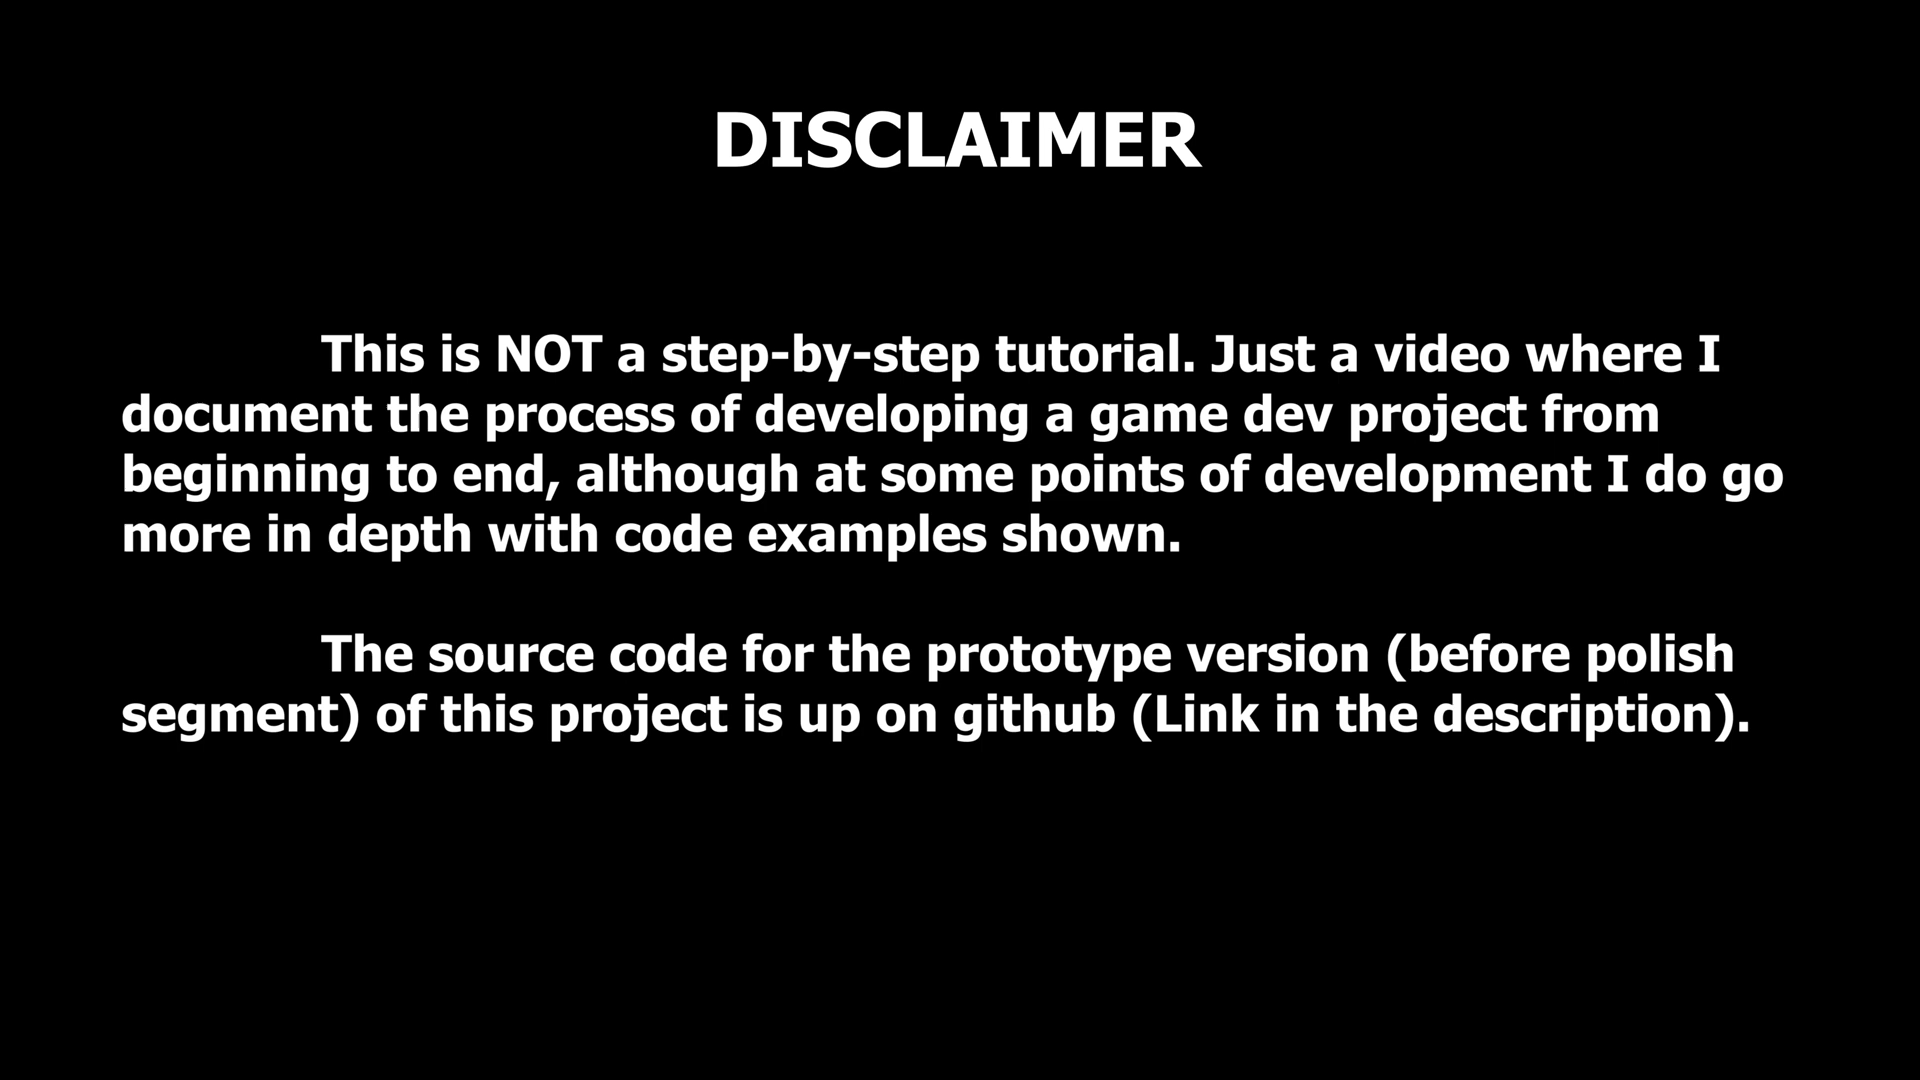 DISCLAIMER
This is NOT a step-by-step tutorial. Just a video where I
document the process of developing a game dev project from
beginning to end, although at some points of development I do go
more in depth with code examples shown.
The source code for the prototype version (before polish
segment) of this project is up on github (Link in the description).